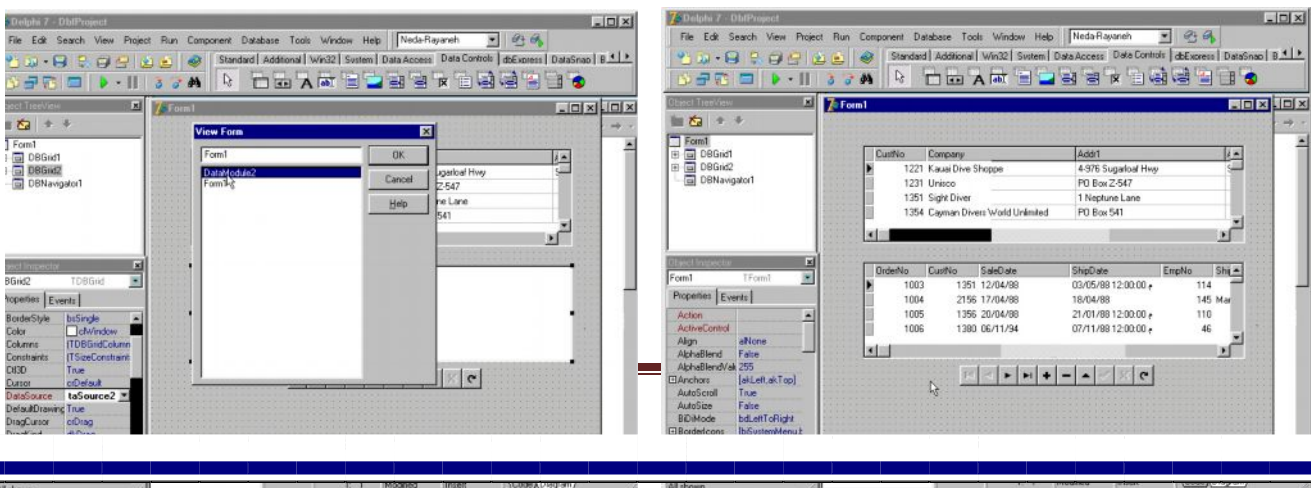 Delphi 7 - DbfProject
File Edit Search View Project Run Component Database Tools Window Help Neda-Rayaneh
Standard Additional Win32 System Data Access Data Controls dbExpress DataSnap B
Object TreeView
Form1
DBGrid1
DBGrid2
DBNavigator1
Form1
View Form
Form1
DataModule2
Form1
OK
Cancel
Help
ugarloaf Hwy
Z-547
ne Lane
541
Object Inspector
BGrid2 TDBGrid
Properties Events
BorderStyle bsSingle
Color clWindow
Columns (TDBGridColumn
Constraints (TSizeConstraint
Ctl3D True
Cursor crDefault
DataSource taSource2
DefaultDrawing True
DragCursor crDrag
Delphi 7 - DbfProject
File Edit Search View Project Run Component Database Tools Window Help Neda-Rayaneh
Standard Additional Win32 System Data Access Data Controls dbExpress DataSnap B
Object TreeView
Form1
DBGrid1
DBGrid2
DBNavigator1
Form1
CustNo Company Addr1
1221 Kauai Dive Shoppe 4-976 Sugarloaf Hwy
1231 Unisco PO Box Z-547
1351 Sight Diver 1 Neptune Lane
1354 Cayman Divers World Unlimited PO Box 541
OrderNo CustNo SaleDate ShipDate EmpNo Shi
1003 1351 12/04/88 03/05/88 12:00:00 م 114
1004 2156 17/04/88 18/04/88 145 Mar
1005 1356 20/04/88 21/01/88 12:00:00 م 110
1006 1380 06/11/94 07/11/88 12:00:00 م 46
Object Inspector
Form1 TForm1
Properties Events
Action
ActiveControl
Align alNone
AlphaBlend False
AlphaBlendVal 255
Anchors [akLeft,akTop]
AutoScroll True
AutoSize False
BiDiMode bdLeftToRight
BorderIcons [biSystemMenu,b
Modified Insert Code Diagram
All shown